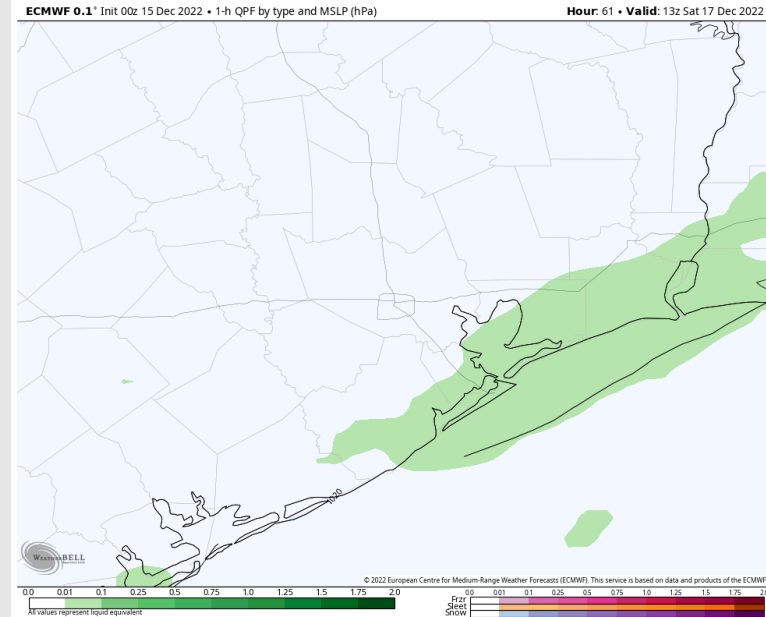 ECMWF 0.1° Init 00z 15 Dec 2022 • 1-h QPF by type and MSLP (hPa) Hour: 61 • Valid: 13z Sat 17 Dec 2022
1020
WEATHERBELL
© 2022 European Centre for Medium-Range Weather Forecasts (ECMWF). This service is based on data and products of the ECMWF
0.0 0.01 0.1 0.25 0.5 0.75 1.0 1.25 1.5 1.75 2.0
All values represent liquid equivalent
0.0 0.01 0.1 0.25 0.5 0.75 1.0 1.25 1.5 1.75 2.0
Frzr
Sleet
Snow